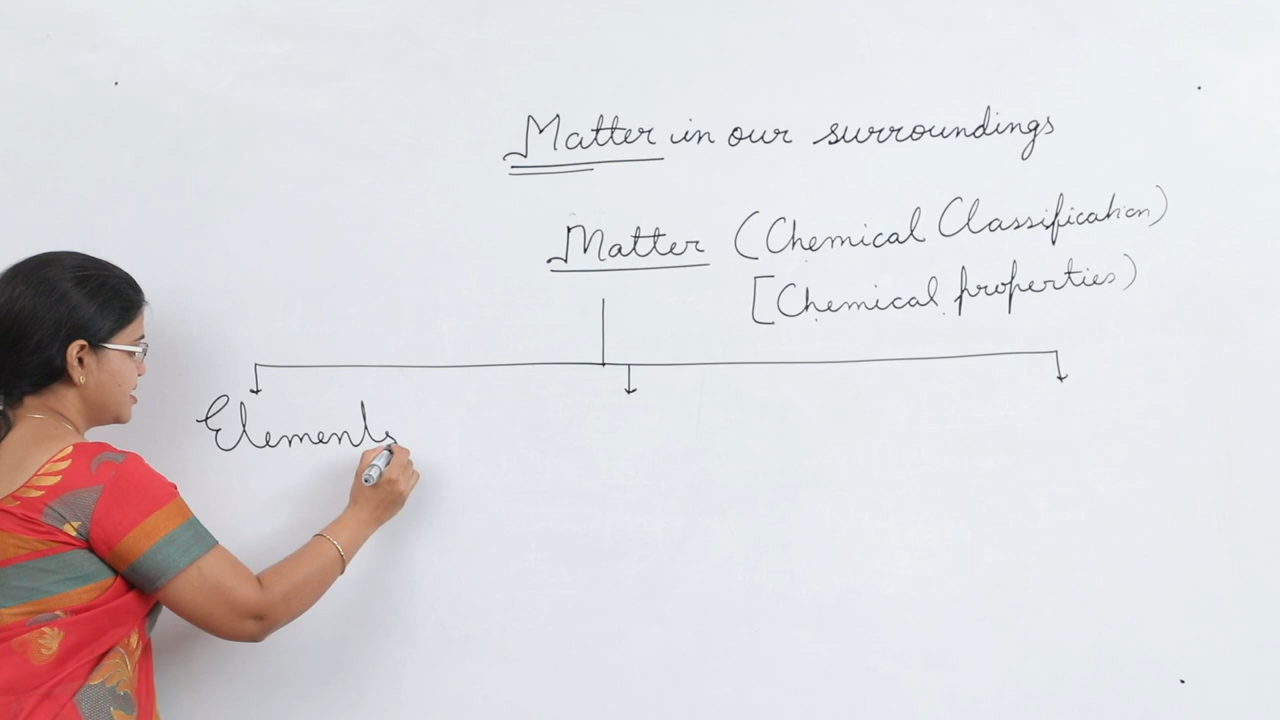 Matter in our surroundings
Matter (Chemical Classification)
[Chemical properties)
Elements